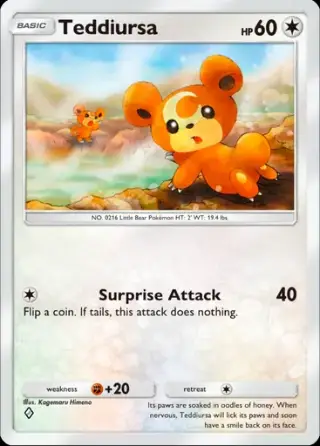 BASIC Teddiursa HP 60
NO. 0216 Little Bear Pokémon HT: 2' WT: 19.4 lbs.
Surprise Attack 40
Flip a coin. If tails, this attack does nothing.
weakness +20 retreat
Illus. Kagemaru Himeno
Its paws are soaked in oodles of honey. When
nervous, Teddiursa will lick its paws and soon
have a smile back on its face.